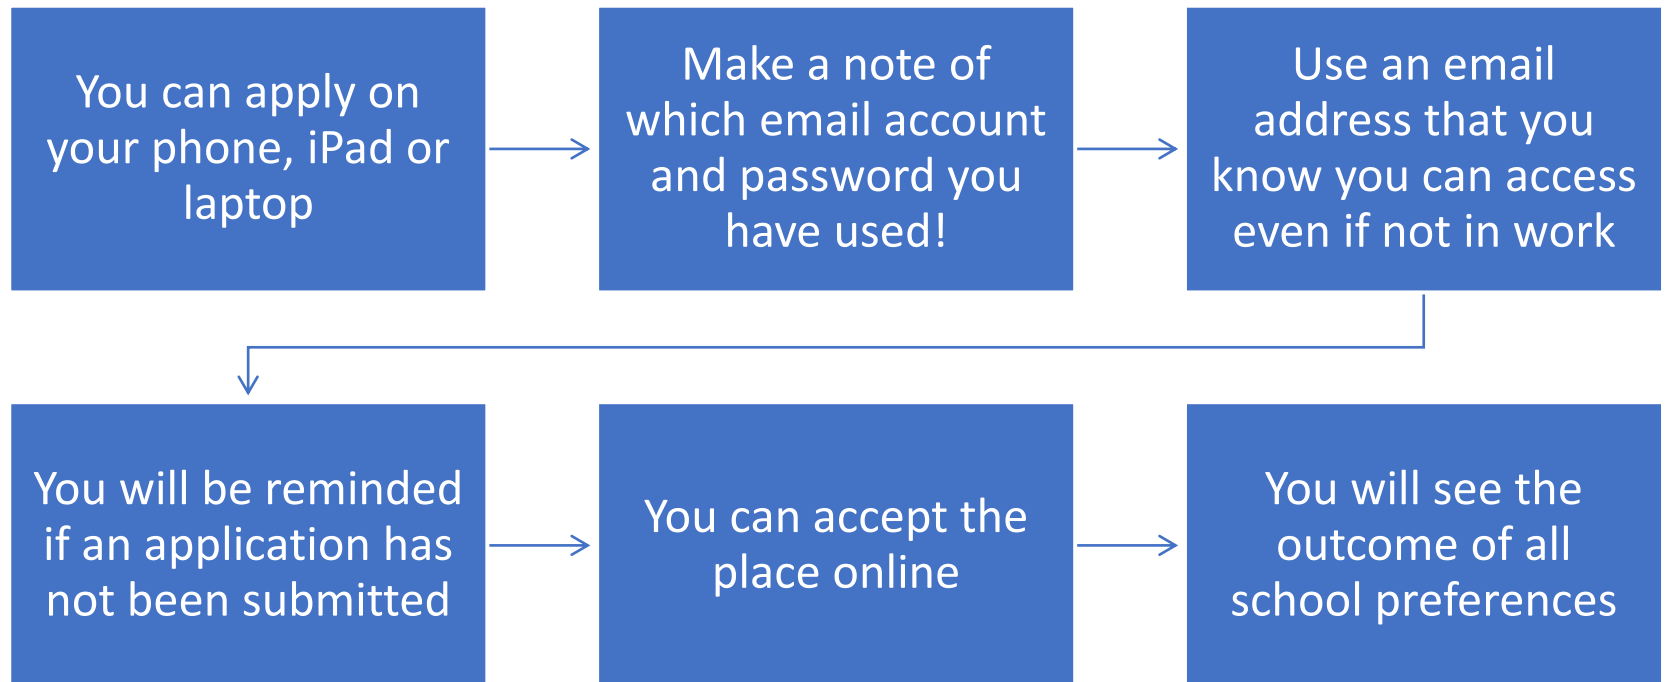 You can apply on
your phone, iPad or
laptop
Make a note of
which email account
and password you
have used!
Use an email
address that you
know you can access
even if not in work
You will be reminded
if an application has
not been submitted
You can accept the
place online
You will see the
outcome of all
school preferences